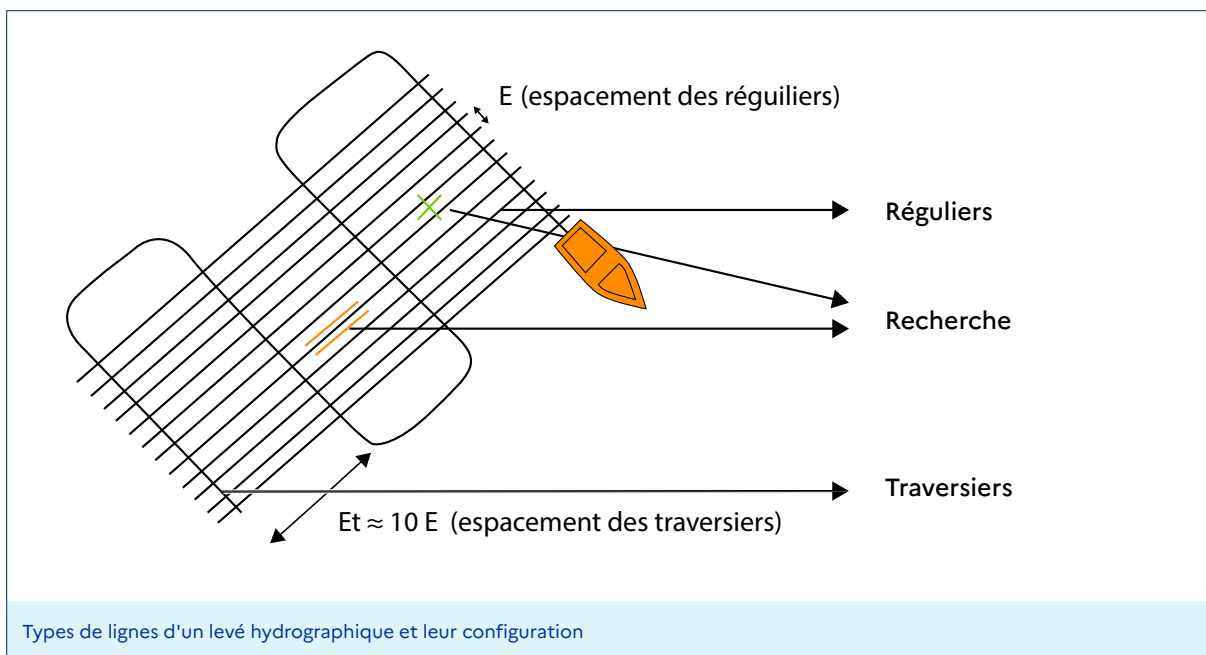 E (espacement des réguiliers)
Réguliers
Recherche
Traversiers
Et ≈ 10 E (espacement des traversiers)
Types de lignes d'un levé hydrographique et leur configuration